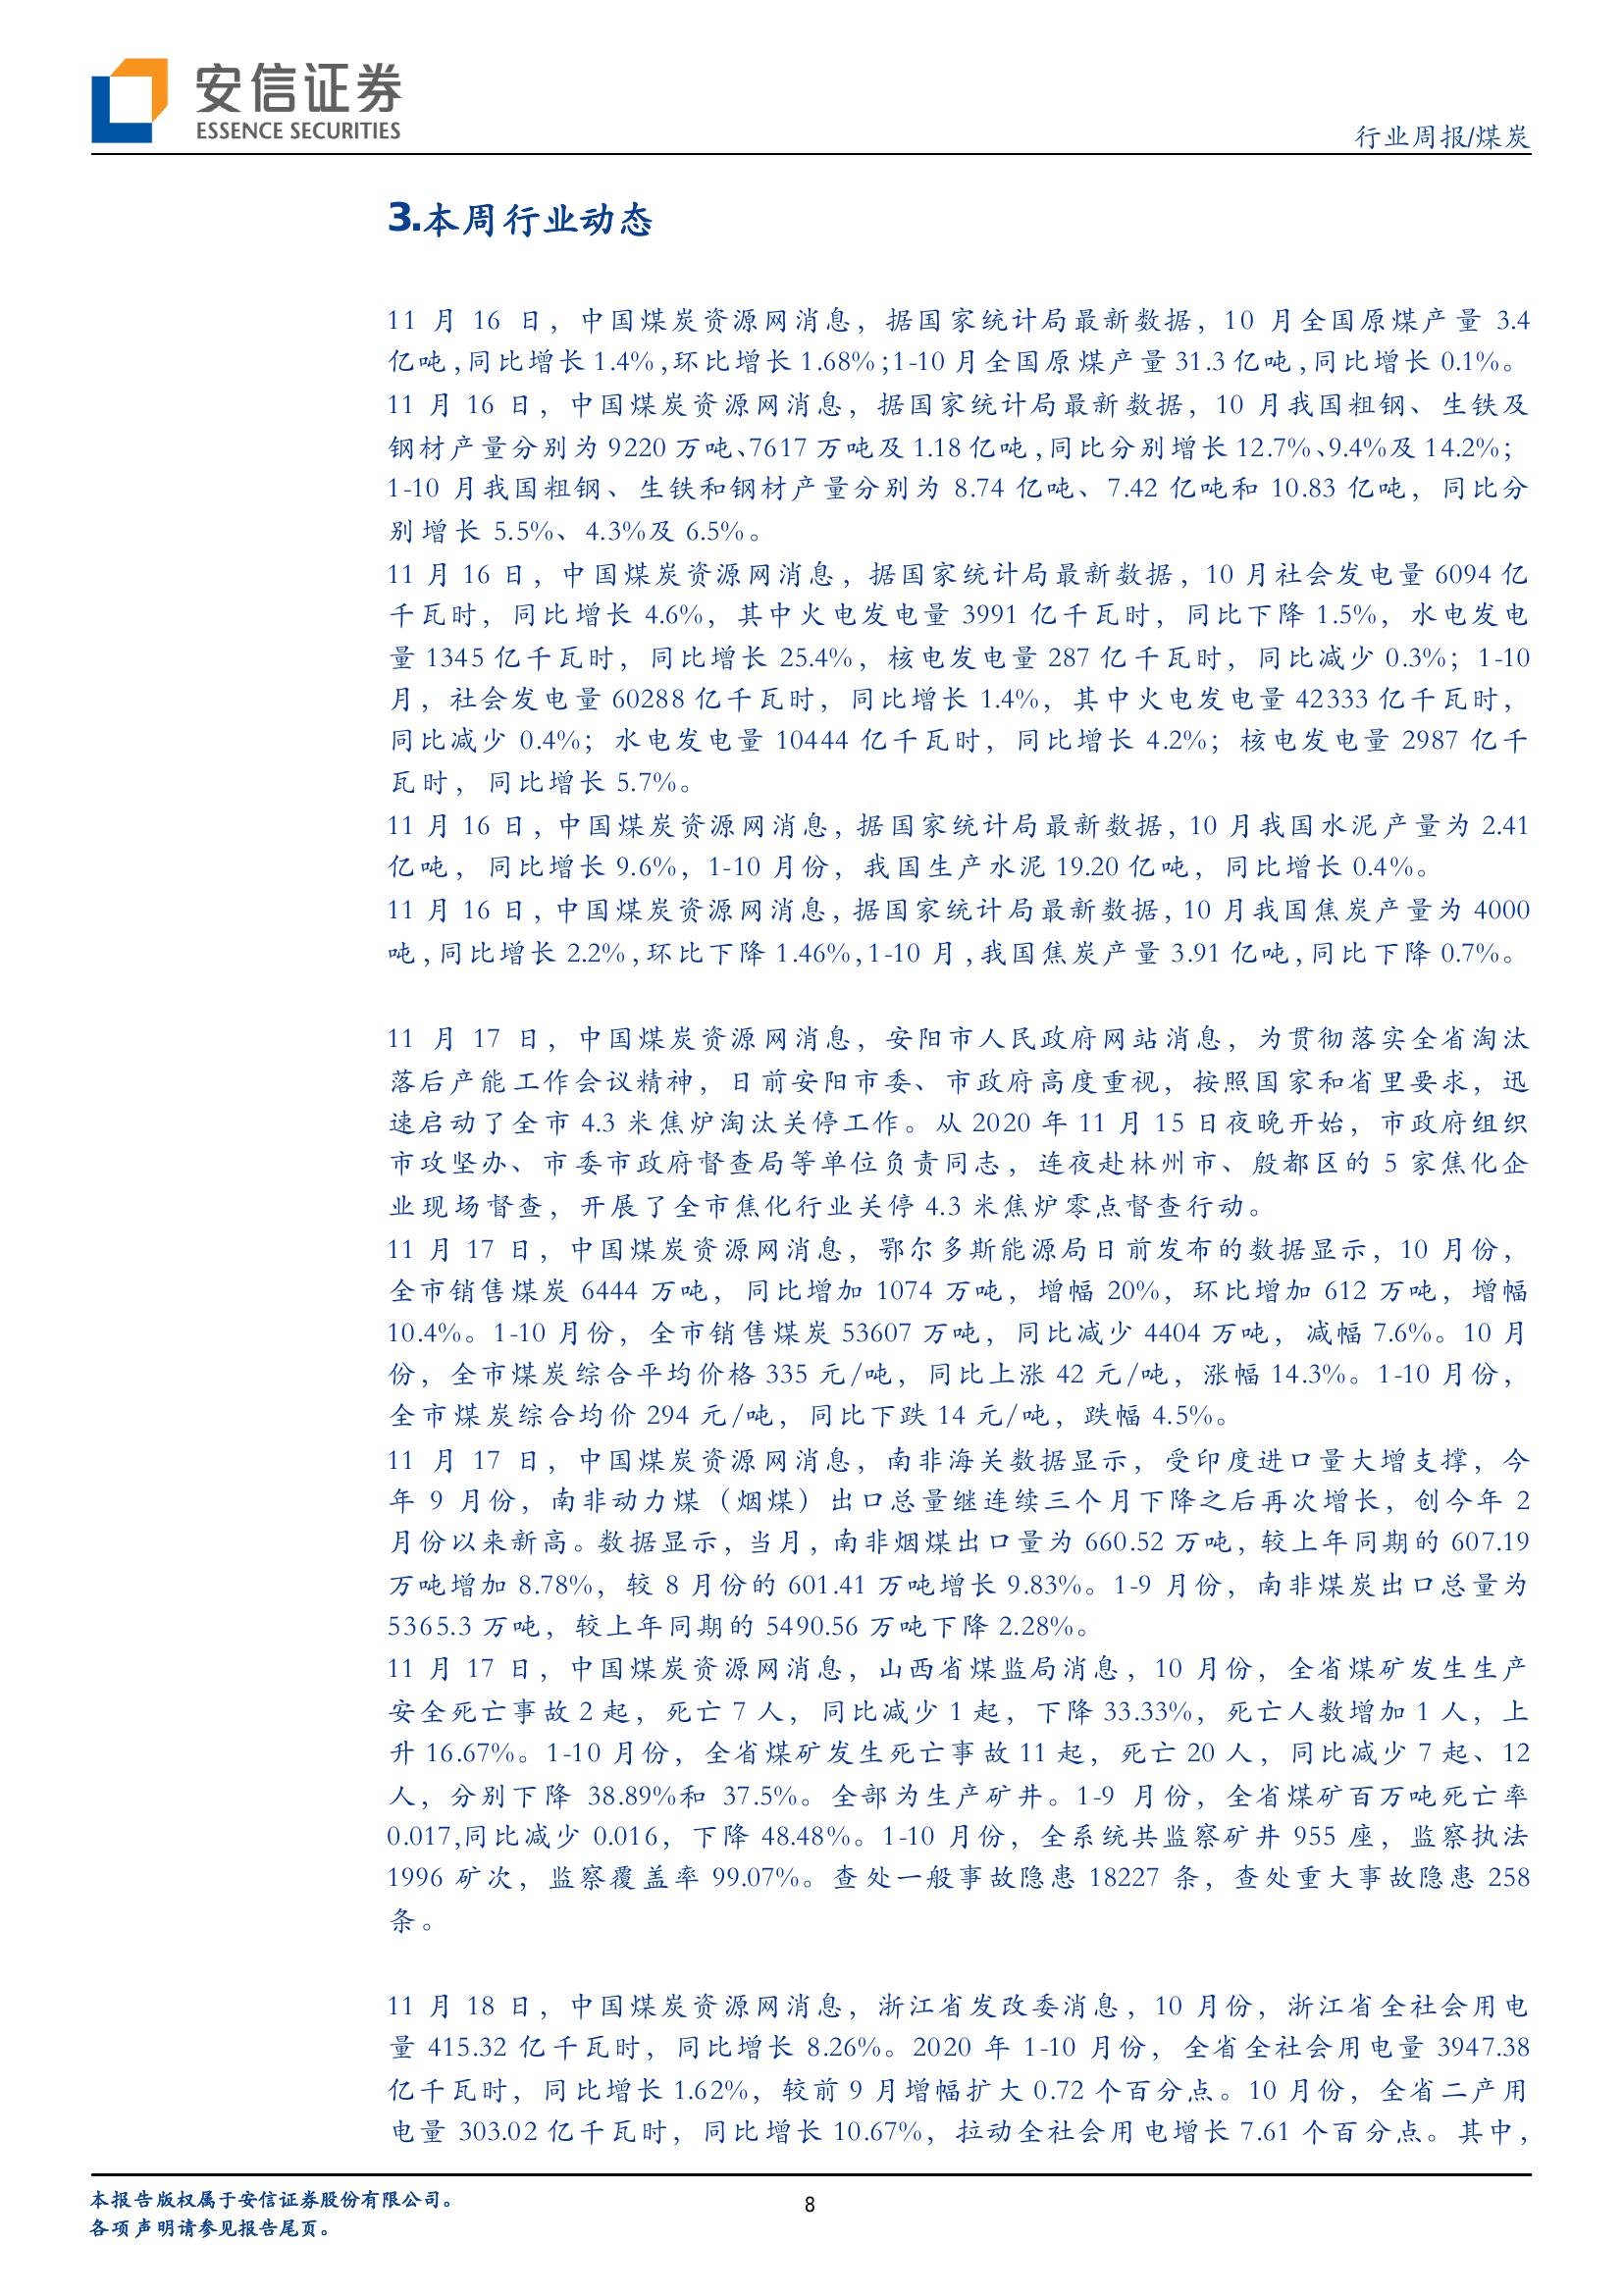 安信证券
ESSENCE SECURITIES
行业周报/煤炭
3.本周行业动态
11 月 16 日，中国煤炭资源网消息，据国家统计局最新数据，10 月全国原煤产量 3.4
亿吨,同比增长 1.4%,环比增长 1.68%;1-10 月全国原煤产量 31.3 亿吨,同比增长 0.1%。
11 月 16 日，中国煤炭资源网消息，据国家统计局最新数据，10 月我国粗钢、生铁及
钢材产量分别为 9220 万吨、7617 万吨及 1.18 亿吨,同比分别增长 12.7%、9.4%及 14.2%；
1-10 月我国粗钢、生铁和钢材产量分别为 8.74 亿吨、7.42 亿吨和 10.83 亿吨，同比分
别增长 5.5%、4.3%及 6.5%。
11 月 16 日，中国煤炭资源网消息，据国家统计局最新数据，10 月社会发电量 6094 亿
千瓦时，同比增长 4.6%，其中火电发电量 3991 亿千瓦时，同比下降 1.5%，水电发电
量 1345 亿千瓦时，同比增长 25.4%，核电发电量 287 亿千瓦时，同比减少 0.3%；1-10
月，社会发电量 60288 亿千瓦时，同比增长 1.4%，其中火电发电量 42333 亿千瓦时，
同比减少 0.4%；水电发电量 10444 亿千瓦时，同比增长 4.2%；核电发电量 2987 亿千
瓦时，同比增长 5.7%。
11 月 16 日，中国煤炭资源网消息，据国家统计局最新数据，10 月我国水泥产量为 2.41
亿吨，同比增长 9.6%，1-10 月份，我国生产水泥 19.20 亿吨，同比增长 0.4%。
11 月 16 日，中国煤炭资源网消息，据国家统计局最新数据，10 月我国焦炭产量为 4000
吨,同比增长 2.2%,环比下降 1.46%,1-10 月,我国焦炭产量 3.91 亿吨,同比下降 0.7%。
11 月 17 日，中国煤炭资源网消息，安阳市人民政府网站消息，为贯彻落实全省淘汰
落后产能工作会议精神，日前安阳市委、市政府高度重视，按照国家和省里要求，迅
速启动了全市 4.3 米焦炉淘汰关停工作。从 2020 年 11 月 15 日夜晚开始，市政府组织
市攻坚办、市委市政府督查局等单位负责同志，连夜赴林州市、殷都区的 5 家焦化企
业现场督查，开展了全市焦化行业关停 4.3 米焦炉零点督查行动。
11 月 17 日，中国煤炭资源网消息，鄂尔多斯能源局日前发布的数据显示，10 月份，
全市销售煤炭 6444 万吨，同比增加 1074 万吨，增幅 20%，环比增加 612 万吨，增幅
10.4%。1-10 月份，全市销售煤炭 53607 万吨，同比减少 4404 万吨，减幅 7.6%。10 月
份，全市煤炭综合平均价格 335 元/吨，同比上涨 42 元/吨，涨幅 14.3%。1-10 月份，
全市煤炭综合均价 294 元/吨，同比下跌 14 元/吨，跌幅 4.5%。
11 月 17 日，中国煤炭资源网消息，南非海关数据显示，受印度进口量大增支撑，今
年 9 月份，南非动力煤（烟煤）出口总量继连续三个月下降之后再次增长，创今年 2
月份以来新高。数据显示，当月，南非烟煤出口量为 660.52 万吨，较上年同期的 607.19
万吨增加 8.78%，较 8 月份的 601.41 万吨增长 9.83%。1-9 月份，南非煤炭出口总量为
5365.3 万吨，较上年同期的 5490.56 万吨下降 2.28%。
11 月 17 日，中国煤炭资源网消息，山西省煤监局消息，10 月份，全省煤矿发生生产
安全死亡事故 2 起，死亡 7 人，同比减少 1 起，下降 33.33%，死亡人数增加 1 人，上
升 16.67%。1-10 月份，全省煤矿发生死亡事故 11 起，死亡 20 人，同比减少 7 起、12
人，分别下降 38.89%和 37.5%。全部为生产矿井。1-9 月份，全省煤矿百万吨死亡率
0.017,同比减少 0.016，下降 48.48%。1-10 月份，全系统共监察矿井 955 座，监察执法
1996 矿次，监察覆盖率 99.07%。查处一般事故隐患 18227 条，查处重大事故隐患 258
条。
11 月 18 日，中国煤炭资源网消息，浙江省发改委消息，10 月份，浙江省全社会用电
量 415.32 亿千瓦时，同比增长 8.26%。2020 年 1-10 月份，全省全社会用电量 3947.38
亿千瓦时，同比增长 1.62%，较前 9 月增幅扩大 0.72 个百分点。10 月份，全省二产用
电量 303.02 亿千瓦时，同比增长 10.67%，拉动全社会用电增长 7.61 个百分点。其中，
本报告版权属于安信证券股份有限公司。
各项声明请参见报告尾页。
8